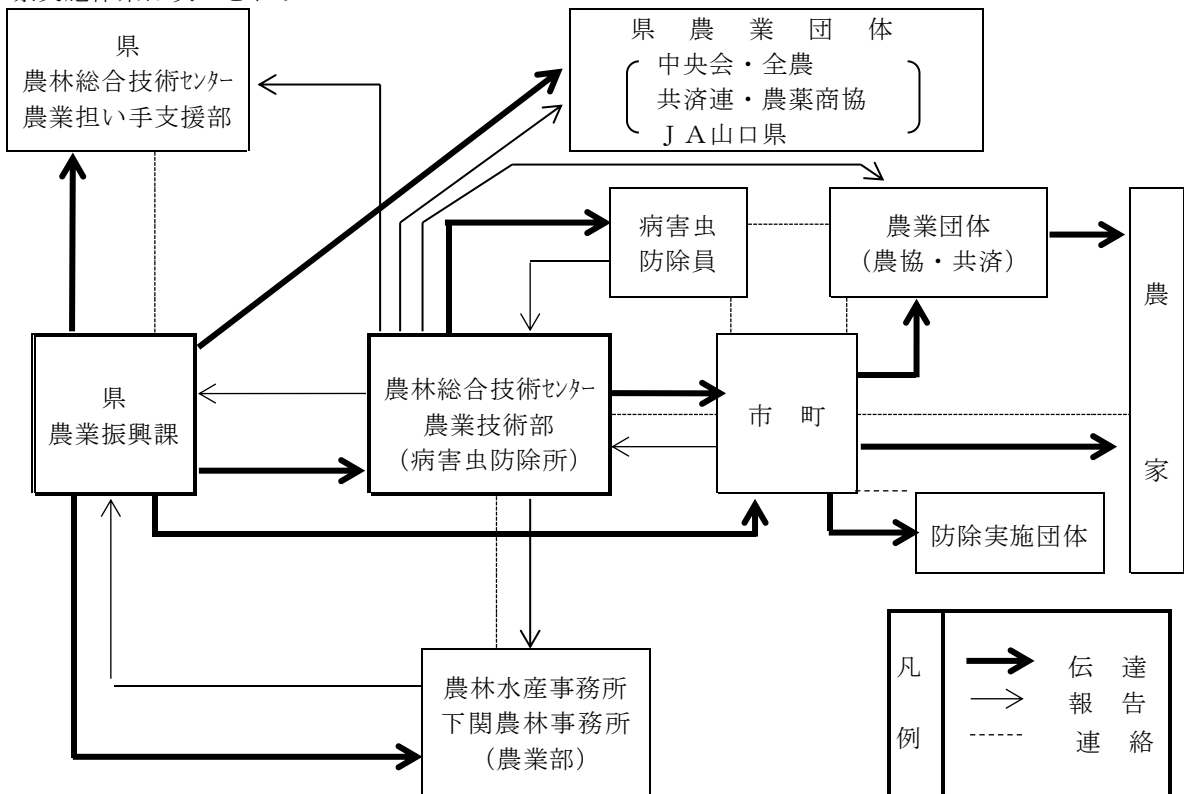 県
農林総合技術ｾﾝﾀｰ
農業担い手支援部
県農業団体
中央会・全農
共済連・農薬商協
ＪＡ山口県
病害虫
防除員
農業団体
（農協・共済）
農
家
県
農業振興課
農林総合技術ｾﾝﾀｰ
農業技術部
（病害虫防除所）
市町
防除実施団体
農林水産事務所
下関農林事務所
（農業部）
凡
例
伝達
報告
連絡